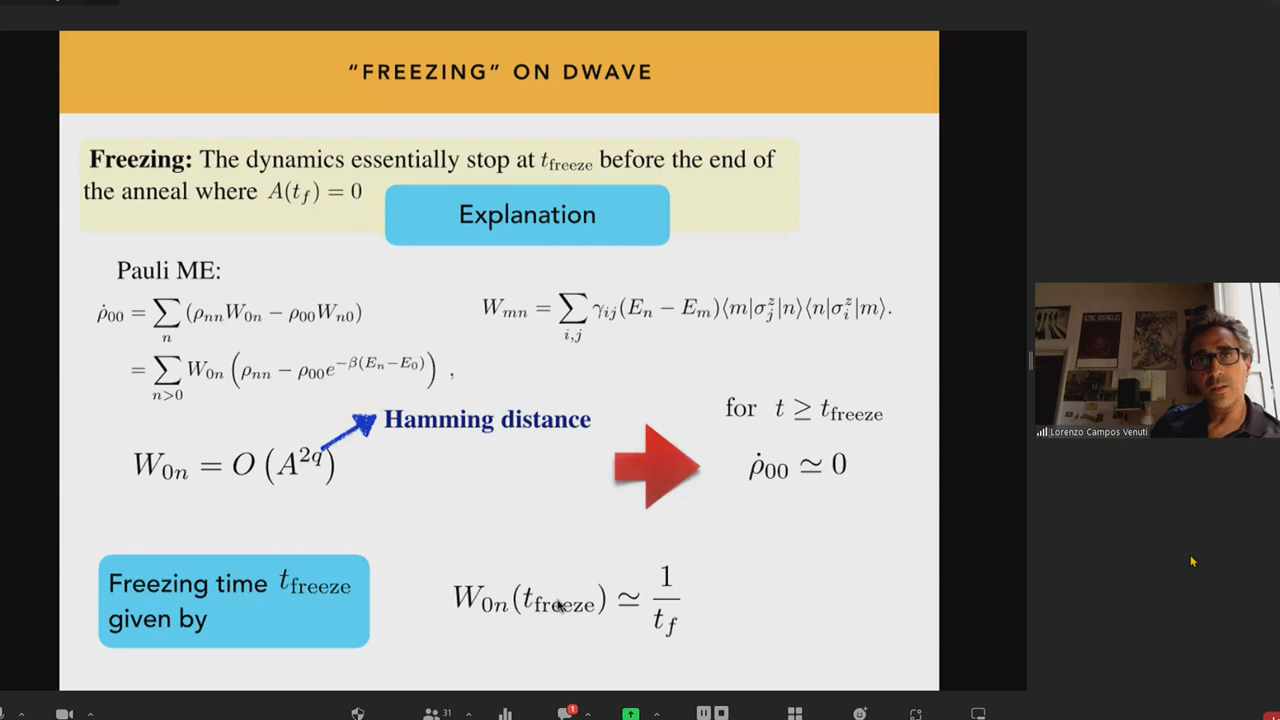 “FREEZING” ON DWAVE
Freezing: The dynamics essentially stop at t_freeze before the end of
the anneal where A(t_f) = 0
Explanation
Pauli ME:
ρ̇_00 = ∑_n (ρ_nn W_0n − ρ_00 W_n0)
= ∑_{n>0} W_0n (ρ_nn − ρ_00 e^{−β(E_n−E_0)}) ,
W_mn = ∑_{i,j} γ_ij(E_n − E_m)⟨m|σ_j^z|n⟩⟨n|σ_i^z|m⟩.
Hamming distance
W_0n = O (A^{2q})
for t ≥ t_freeze
ρ̇_00 ≃ 0
Freezing time t_freeze
given by
W_0n(t_freeze) ≃ 1/t_f
Lorenzo Campos Venuti
31
1